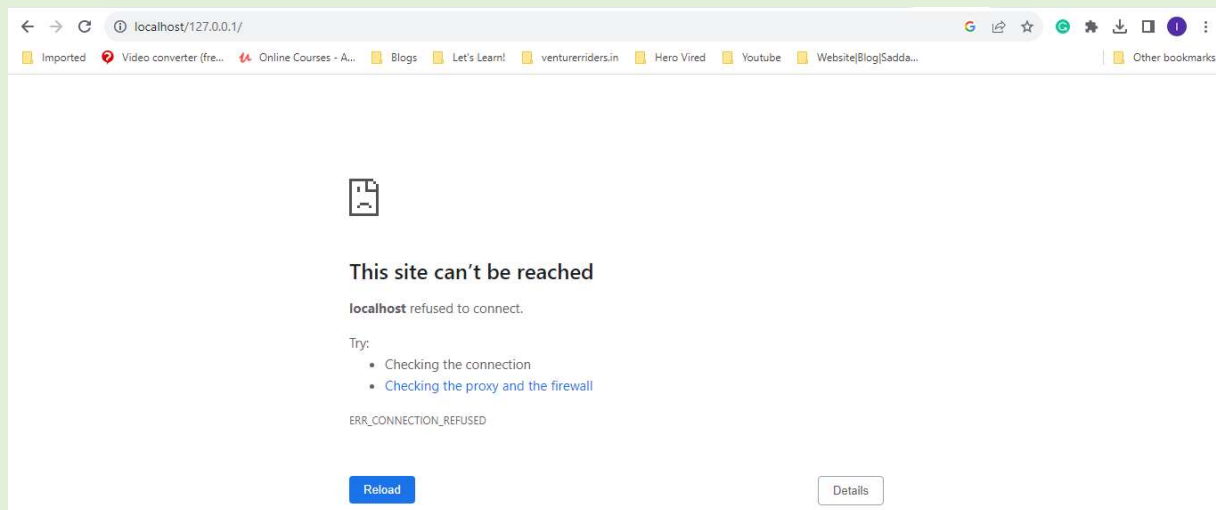 localhost/127.0.0.1/
Imported Video converter (fre... Online Courses - A... Blogs Let's Learn! venturerriders.in Hero Vired Youtube Website|Blog|Sadda... Other bookmarks
This site can't be reached
localhost refused to connect.
Try:
• Checking the connection
• Checking the proxy and the firewall
ERR_CONNECTION_REFUSED
Reload Details